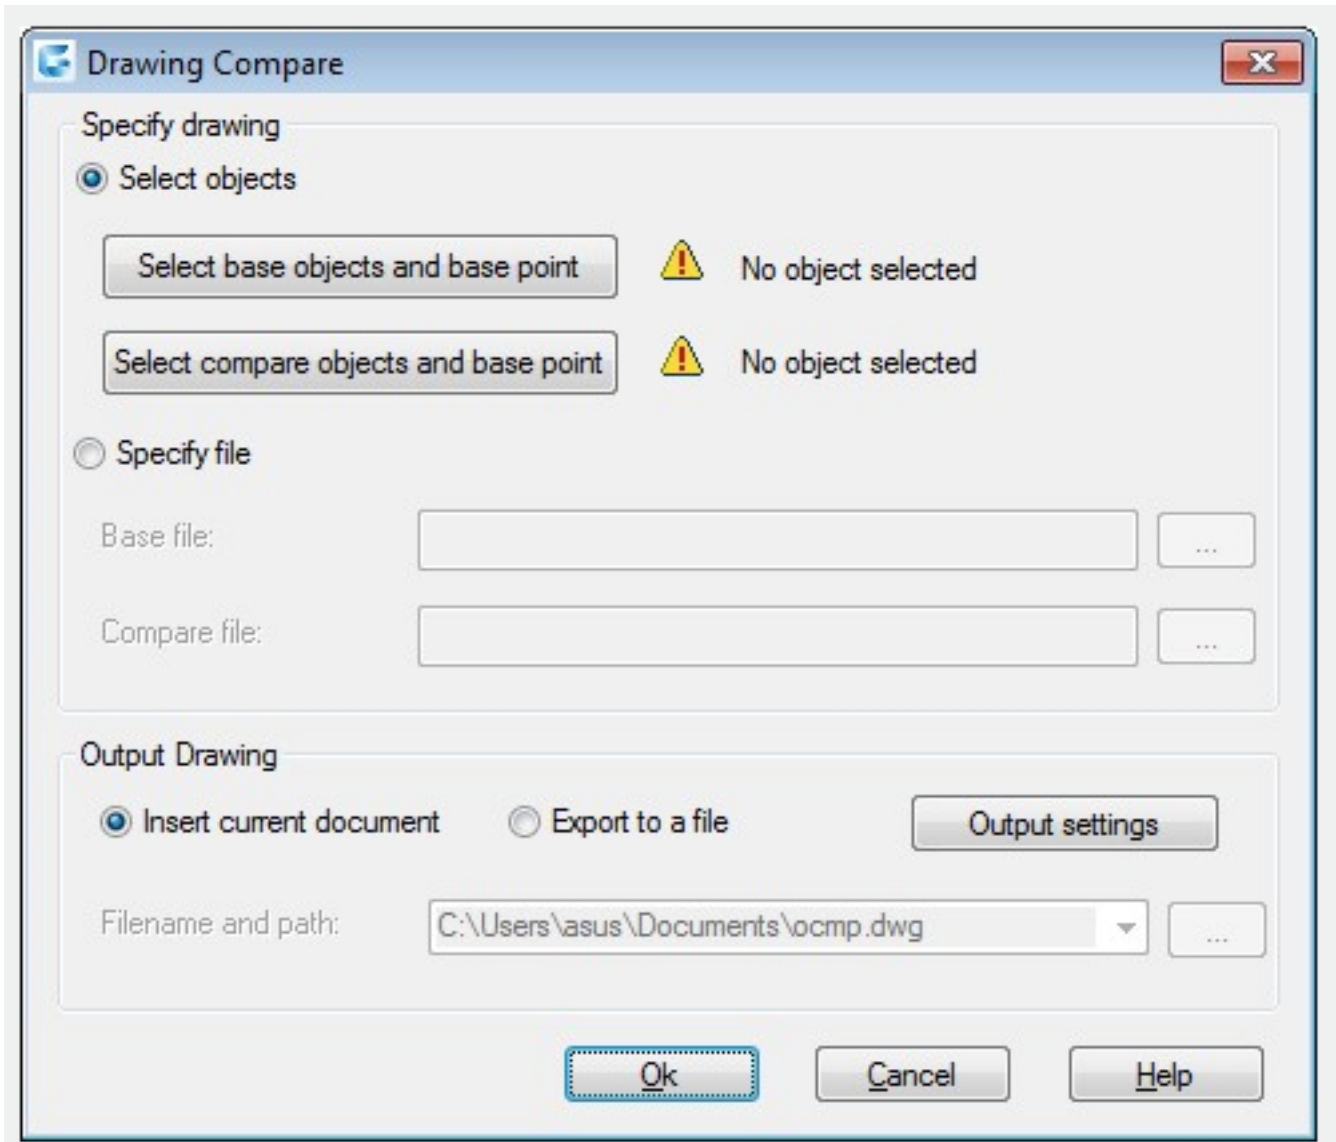 Drawing Compare
Specify drawing
Select objects
Select base objects and base point
No object selected
Select compare objects and base point
No object selected
Specify file
Base file:
...
Compare file:
...
Output Drawing
Insert current document
Export to a file
Output settings
Filename and path:
C:\Users\asus\Documents\ocmp.dwg
...
Ok
Cancel
Help